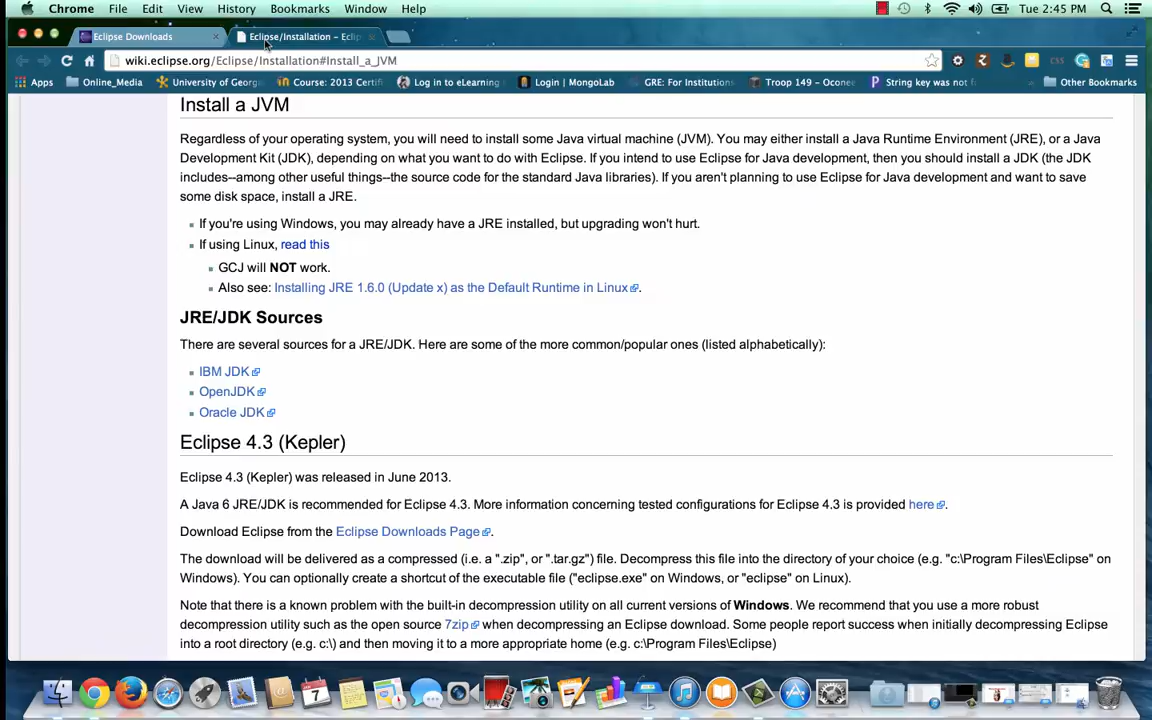 Chrome File Edit View History Bookmarks Window Help Tue 2:45 PM
Eclipse Downloads Eclipse/Installation – Eclip
wiki.eclipse.org/Eclipse/Installation#Install_a_JVM
Apps Online_Media University of Georg Course: 2013 Certifi Log in to eLearning Login | MongoLab GRE: For Institutions Troop 149 - Oconee String key was not f Other Bookmarks
Install a JVM
Regardless of your operating system, you will need to install some Java virtual machine (JVM). You may either install a Java Runtime Environment (JRE), or a Java
Development Kit (JDK), depending on what you want to do with Eclipse. If you intend to use Eclipse for Java development, then you should install a JDK (the JDK
includes--among other useful things--the source code for the standard Java libraries). If you aren't planning to use Eclipse for Java development and want to save
some disk space, install a JRE.
If you're using Windows, you may already have a JRE installed, but upgrading won't hurt.
If using Linux, read this
GCJ will NOT work.
Also see: Installing JRE 1.6.0 (Update x) as the Default Runtime in Linux.
JRE/JDK Sources
There are several sources for a JRE/JDK. Here are some of the more common/popular ones (listed alphabetically):
IBM JDK
OpenJDK
Oracle JDK
Eclipse 4.3 (Kepler)
Eclipse 4.3 (Kepler) was released in June 2013.
A Java 6 JRE/JDK is recommended for Eclipse 4.3. More information concerning tested configurations for Eclipse 4.3 is provided here.
Download Eclipse from the Eclipse Downloads Page.
The download will be delivered as a compressed (i.e. a ".zip", or ".tar.gz") file. Decompress this file into the directory of your choice (e.g. "c:\Program Files\Eclipse" on
Windows). You can optionally create a shortcut of the executable file ("eclipse.exe" on Windows, or "eclipse" on Linux).
Note that there is a known problem with the built-in decompression utility on all current versions of Windows. We recommend that you use a more robust
decompression utility such as the open source 7zip when decompressing an Eclipse download. Some people report success when initially decompressing Eclipse
into a root directory (e.g. c:\) and then moving it to a more appropriate home (e.g. c:\Program Files\Eclipse)
7